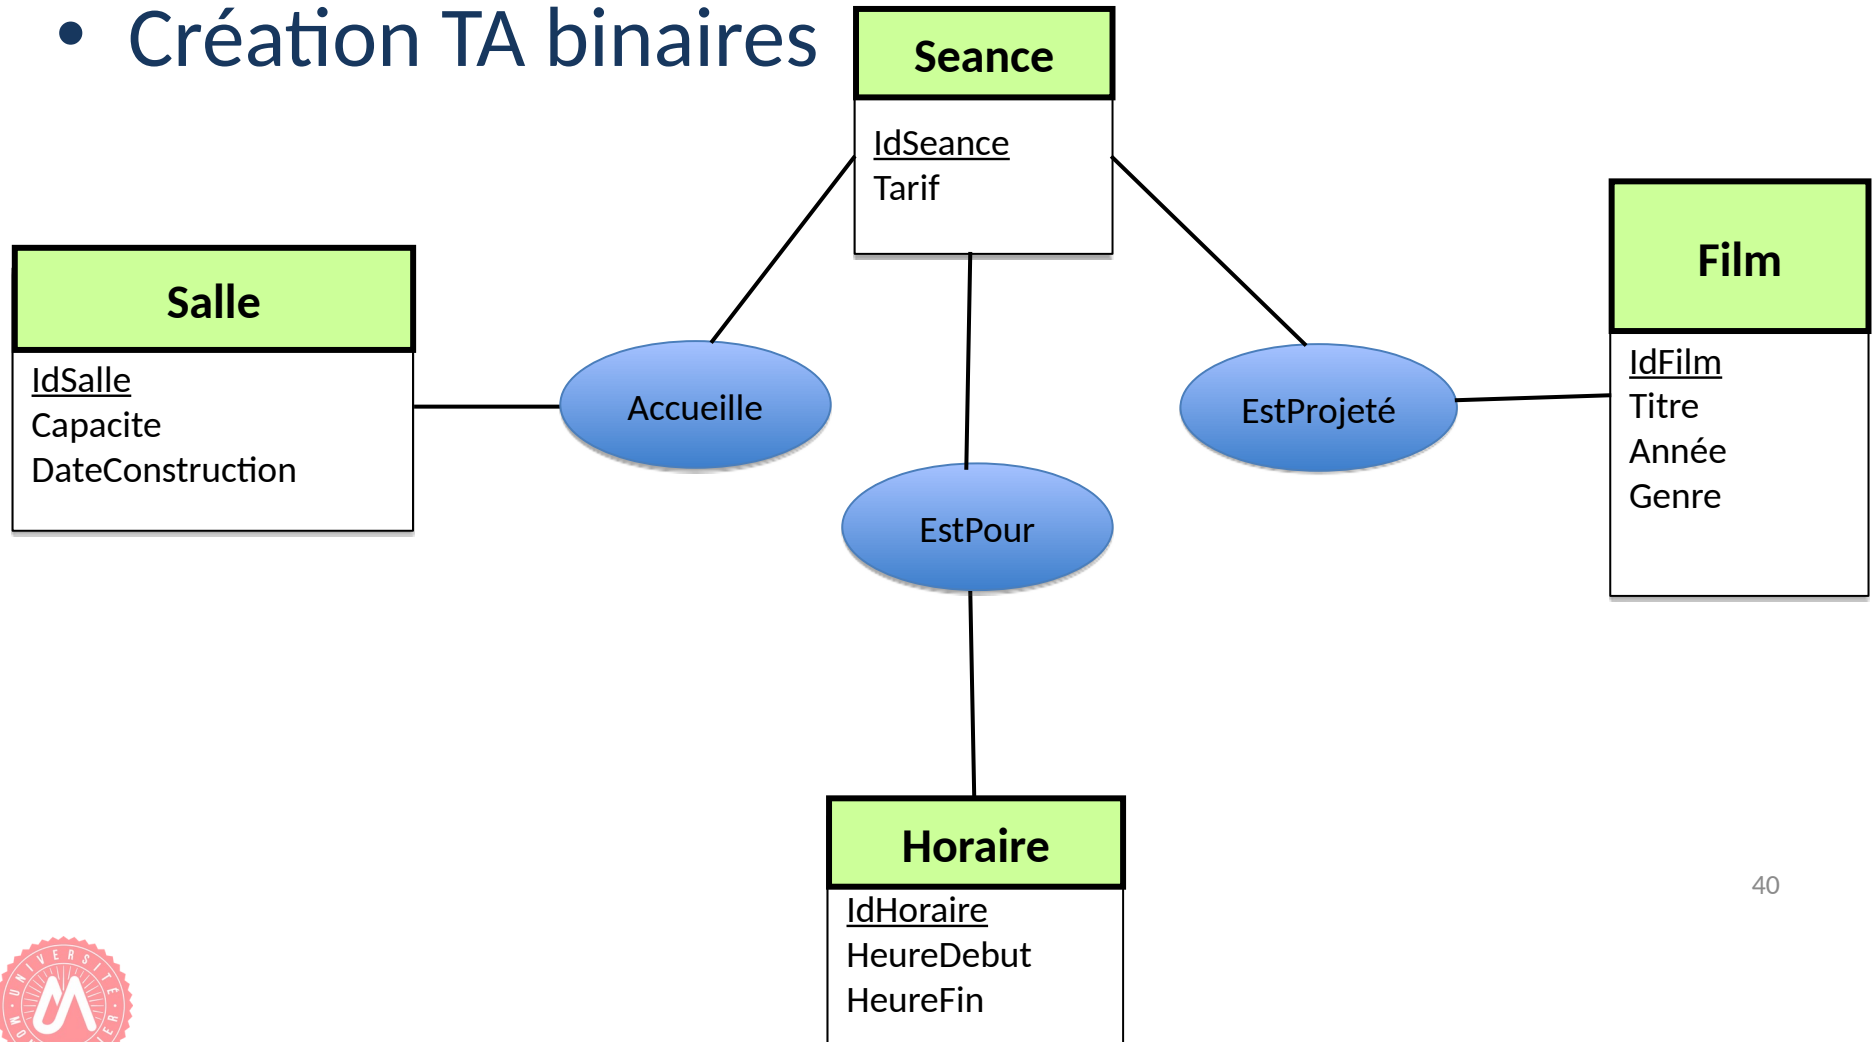 • Création TA binaires
Seance
IdSeance
Tarif
Salle
IdSalle
Capacite
DateConstruction
Accueille
EstPour
EstProjeté
Film
IdFilm
Titre
Année
Genre
Horaire
IdHoraire
HeureDebut
HeureFin
40
UNIVERSITÉ